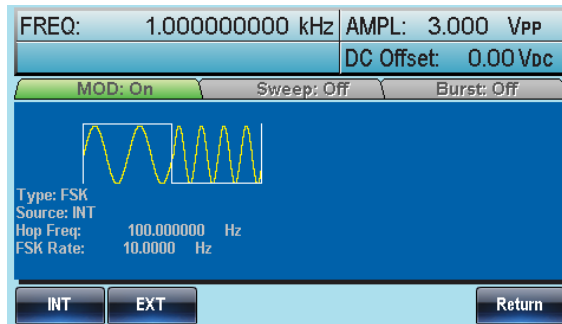 FREQ: 1.000000000 kHz AMPL: 3.000 VPP
DC Offset: 0.00 VDC
MOD: On Sweep: Off Burst: Off
Type: FSK
Source: INT
Hop Freq: 100.000000 Hz
FSK Rate: 10.0000 Hz
INT EXT Return